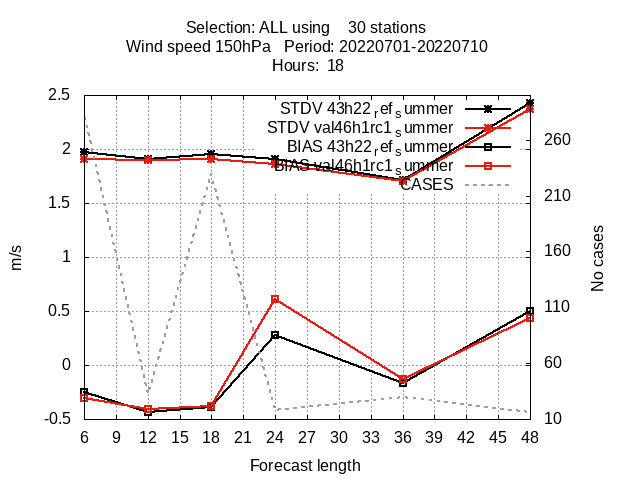 Selection: ALL using 30 stations
Wind speed 150hPa Period: 20220701-20220710
Hours: 18
2.5
2
1.5
1
0.5
0
-0.5
m/s
STDV 43h22_ref_summer
STDV val46h1rc1_summer
BIAS 43h22_ref_summer
BIAS val46h1rc1_summer
CASES
260
210
160
110
60
10
No cases
6 9 12 15 18 21 24 27 30 33 36 39 42 45 48
Forecast length